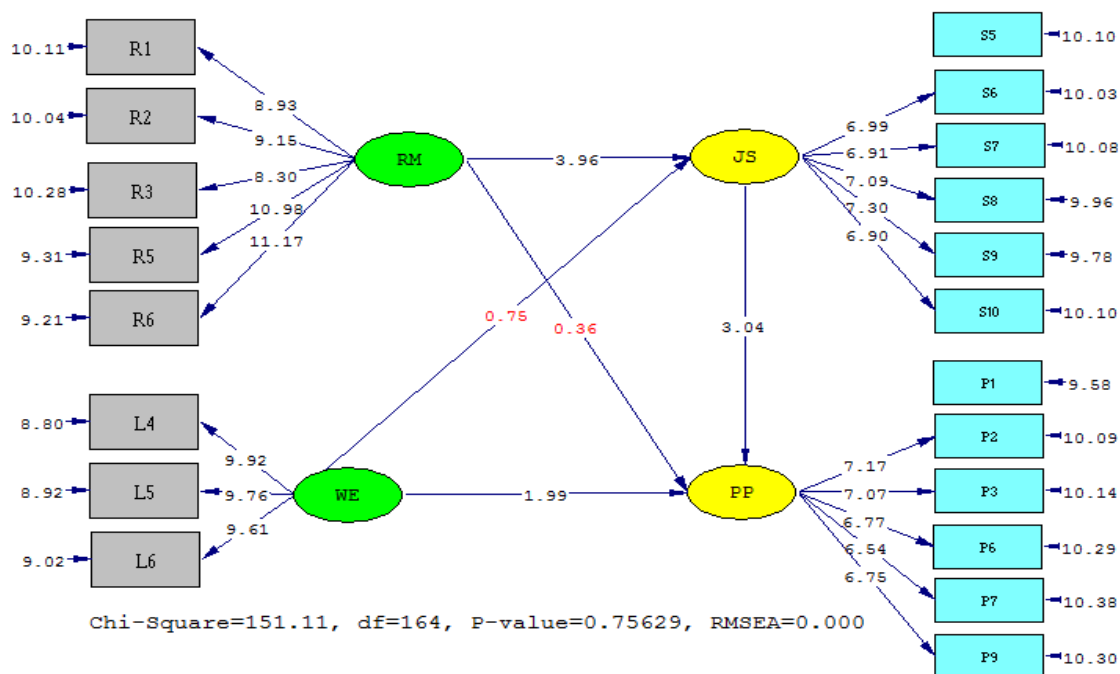 10.11 R1
10.04 R2
10.28 R3
9.31 R5
9.21 R6
8.93
9.15
8.30
10.98
11.17
RM
3.96
JS
6.99
6.91
7.09
7.30
6.90
S5 10.10
S6 10.03
S7 10.08
S8 9.96
S9 9.78
S10 10.10
0.75
0.36
3.04
8.80 L4
8.92 L5
9.02 L6
9.92
9.76
9.61
WE
1.99
PP
7.17
7.07
6.77
6.54
6.75
P1 9.58
P2 10.09
P3 10.14
P6 10.29
P7 10.38
P9 10.30
Chi-Square=151.11, df=164, P-value=0.75629, RMSEA=0.000